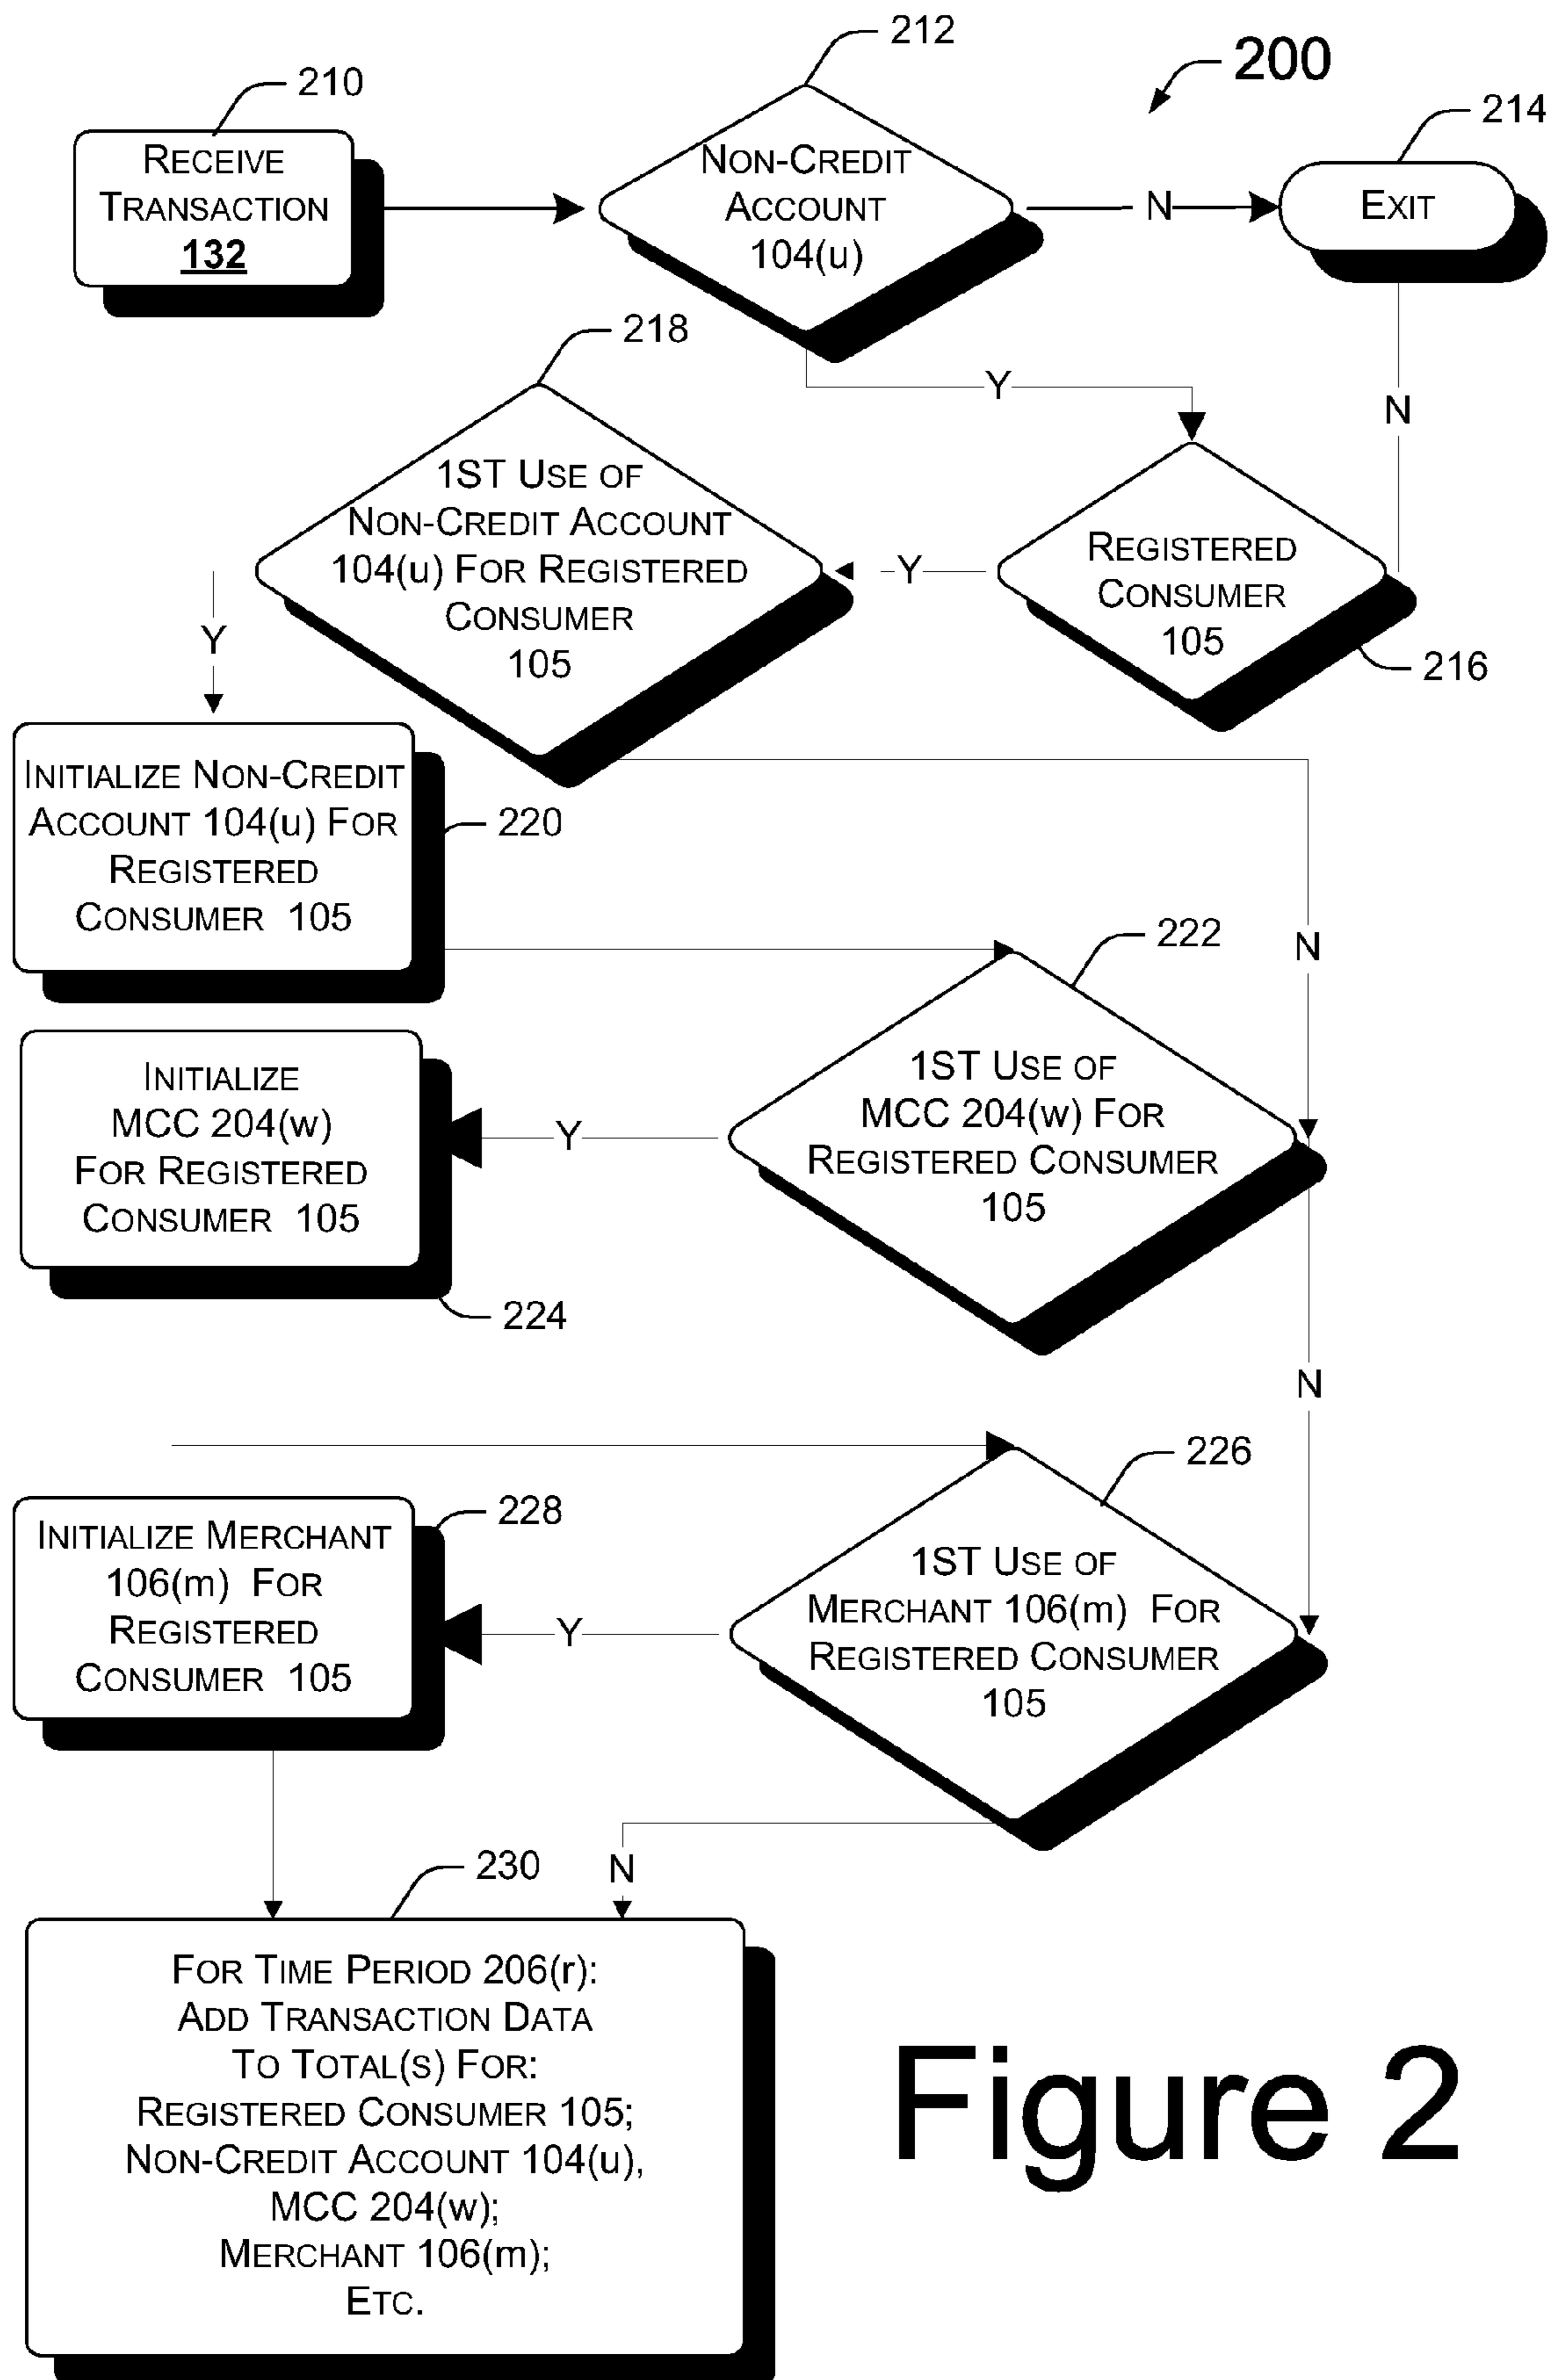 212
200
210
214
Receive
Transaction
132
Non-Credit
Account
104(u)
N
Exit
218
Y
N
1st Use of
Non-Credit Account
104(u) For Registered
Consumer
105
Y
Registered
Consumer
105
216
Y
Initialize Non-Credit
Account 104(u) For
Registered
Consumer 105
220
222
N
Initialize
MCC 204(w)
For Registered
Consumer 105
224
Y
1st Use of
MCC 204(w) For
Registered Consumer
105
N
226
228
Initialize Merchant
106(m) For
Registered
Consumer 105
Y
1st Use of
Merchant 106(m) For
Registered Consumer
105
230
N
For Time Period 206(r):
Add Transaction Data
To Total(s) For:
Registered Consumer 105;
Non-Credit Account 104(u),
MCC 204(w);
Merchant 106(m);
Etc.
Figure 2